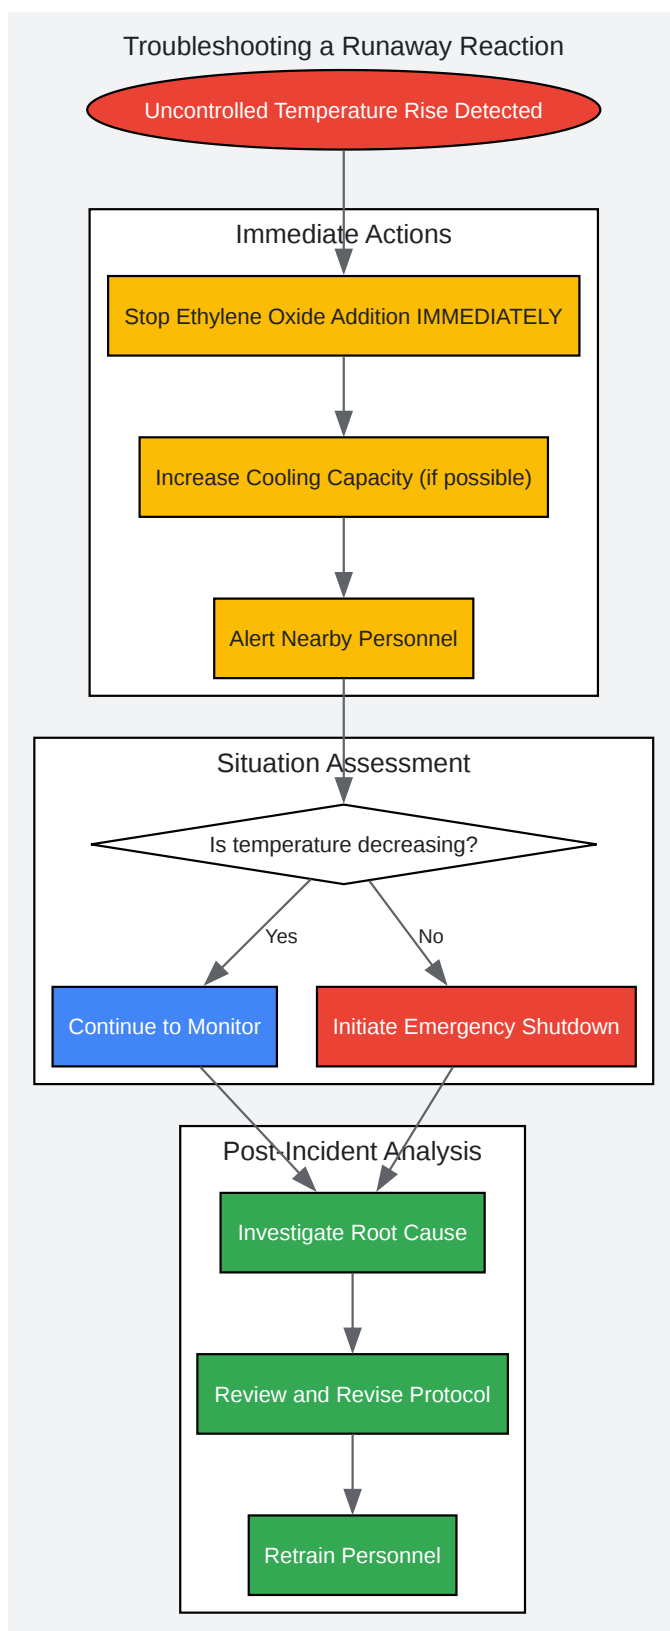 Troubleshooting a Runaway Reaction
Uncontrolled Temperature Rise Detected
Immediate Actions
Stop Ethylene Oxide Addition IMMEDIATELY
Increase Cooling Capacity (if possible)
Alert Nearby Personnel
Situation Assessment
Is temperature decreasing?
Yes
No
Continue to Monitor
Initiate Emergency Shutdown
Post-Incident Analysis
Investigate Root Cause
Review and Revise Protocol
Retrain Personnel